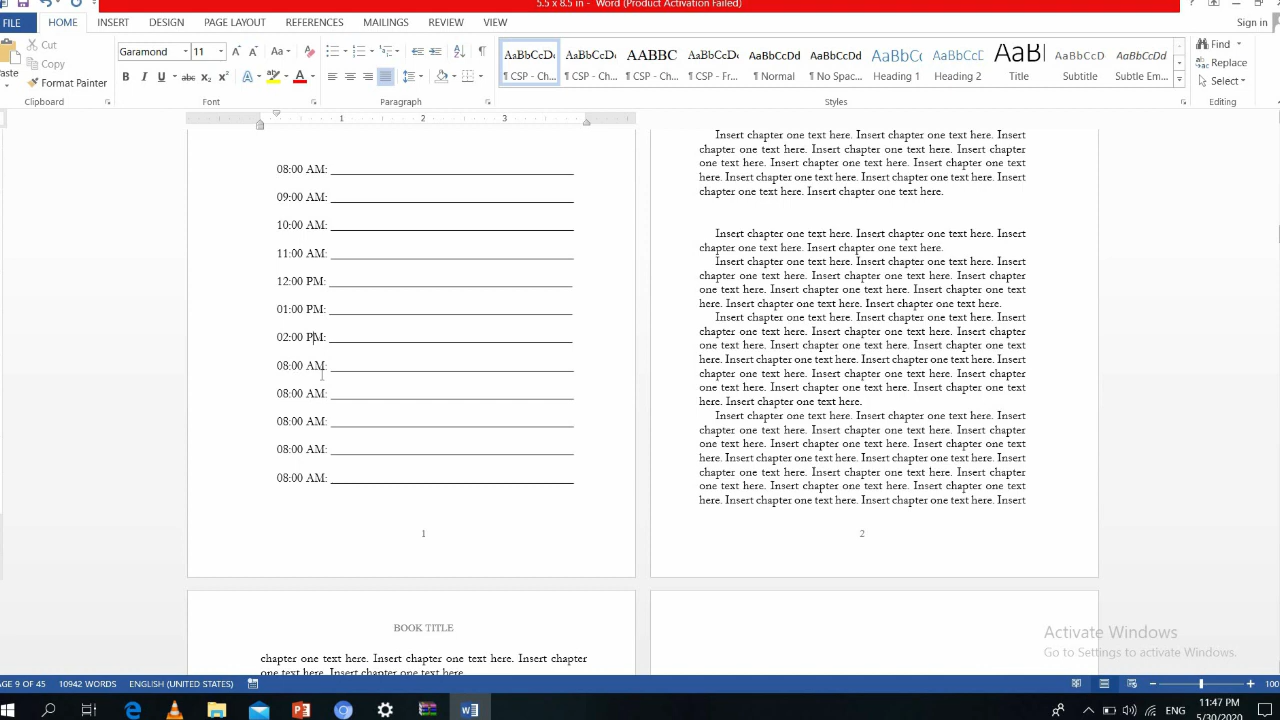 5.5 x 8.5 in - Word (Product Activation Failed)
FILE HOME INSERT DESIGN PAGE LAYOUT REFERENCES MAILINGS REVIEW VIEW Sign in
Cut
Copy
Format Painter
Clipboard
Garamond 11
Font
Paragraph
AaBbCcDc AaBbCcDc AABBC AaBbCcDc AaBbCcDd AaBbCcDd AaBbCc AaBbCcD AaB AaBbCcD AaBbCcDd
¶ CSP - Ch... ¶ CSP - Ch... ¶ CSP - Ch... ¶ CSP - Fr... ¶ Normal ¶ No Spac... Heading 1 Heading 2 Title Subtitle Subtle Em...
Styles
Find
Replace
Select
Editing
1 2 3
08:00 AM:
09:00 AM:
10:00 AM:
11:00 AM:
12:00 PM:
01:00 PM:
02:00 PM:
08:00 AM:
08:00 AM:
08:00 AM:
08:00 AM:
08:00 AM:
1
Insert chapter one text here. Insert chapter one text here. Insert
chapter one text here. Insert chapter one text here. Insert chapter
one text here. Insert chapter one text here. Insert chapter one text
here. Insert chapter one text here. Insert chapter one text here. Insert
chapter one text here. Insert chapter one text here.
Insert chapter one text here. Insert chapter one text here. Insert
chapter one text here. Insert chapter one text here.
Insert chapter one text here. Insert chapter one text here. Insert
chapter one text here. Insert chapter one text here. Insert chapter
one text here. Insert chapter one text here. Insert chapter one text
here. Insert chapter one text here. Insert chapter one text here.
Insert chapter one text here. Insert chapter one text here. Insert
chapter one text here. Insert chapter one text here. Insert chapter
one text here. Insert chapter one text here. Insert chapter one text
here. Insert chapter one text here. Insert chapter one text here. Insert
chapter one text here. Insert chapter one text here. Insert chapter
one text here. Insert chapter one text here. Insert chapter one text
here. Insert chapter one text here.
Insert chapter one text here. Insert chapter one text here. Insert
chapter one text here. Insert chapter one text here. Insert chapter
one text here. Insert chapter one text here. Insert chapter one text
here. Insert chapter one text here. Insert chapter one text here. Insert
chapter one text here. Insert chapter one text here. Insert chapter
one text here. Insert chapter one text here. Insert chapter one text
here. Insert chapter one text here. Insert chapter one text here. Insert
2
BOOK TITLE
chapter one text here. Insert chapter one text here. Insert chapter
one text here. Insert chapter one text here.
Activate Windows
Go to Settings to activate Windows.
AGE 9 OF 45 10942 WORDS ENGLISH (UNITED STATES) 100
ENG
11:47 PM